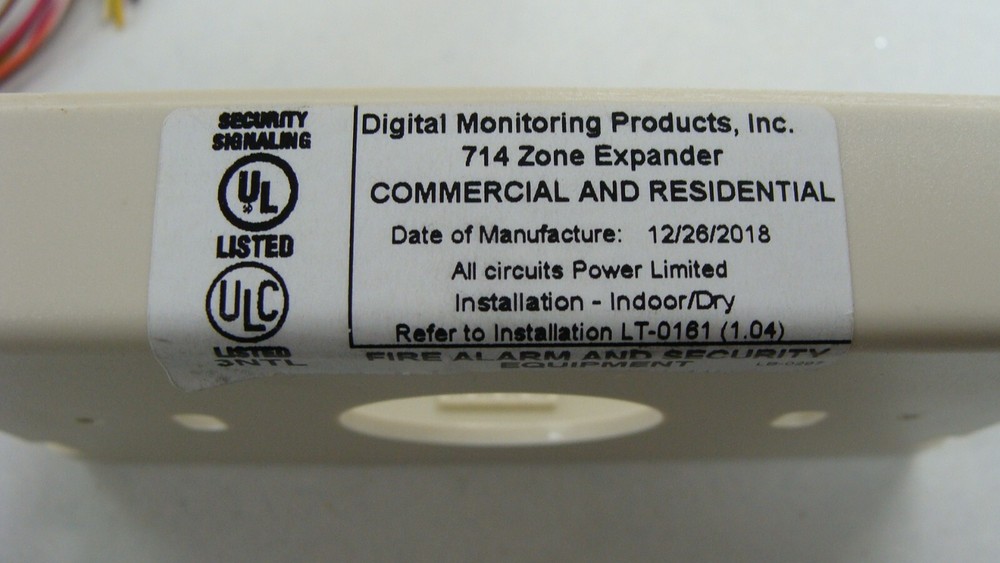 SECURITY
SIGNALING
UL
LISTED
ULC
LISTED
3NTL
Digital Monitoring Products, Inc.
714 Zone Expander
COMMERCIAL AND RESIDENTIAL
Date of Manufacture: 12/26/2018
All circuits Power Limited
Installation - Indoor/Dry
Refer to Installation LT-0161 (1.04)
FIRE ALARM AND SECURITY
EQUIPMENT